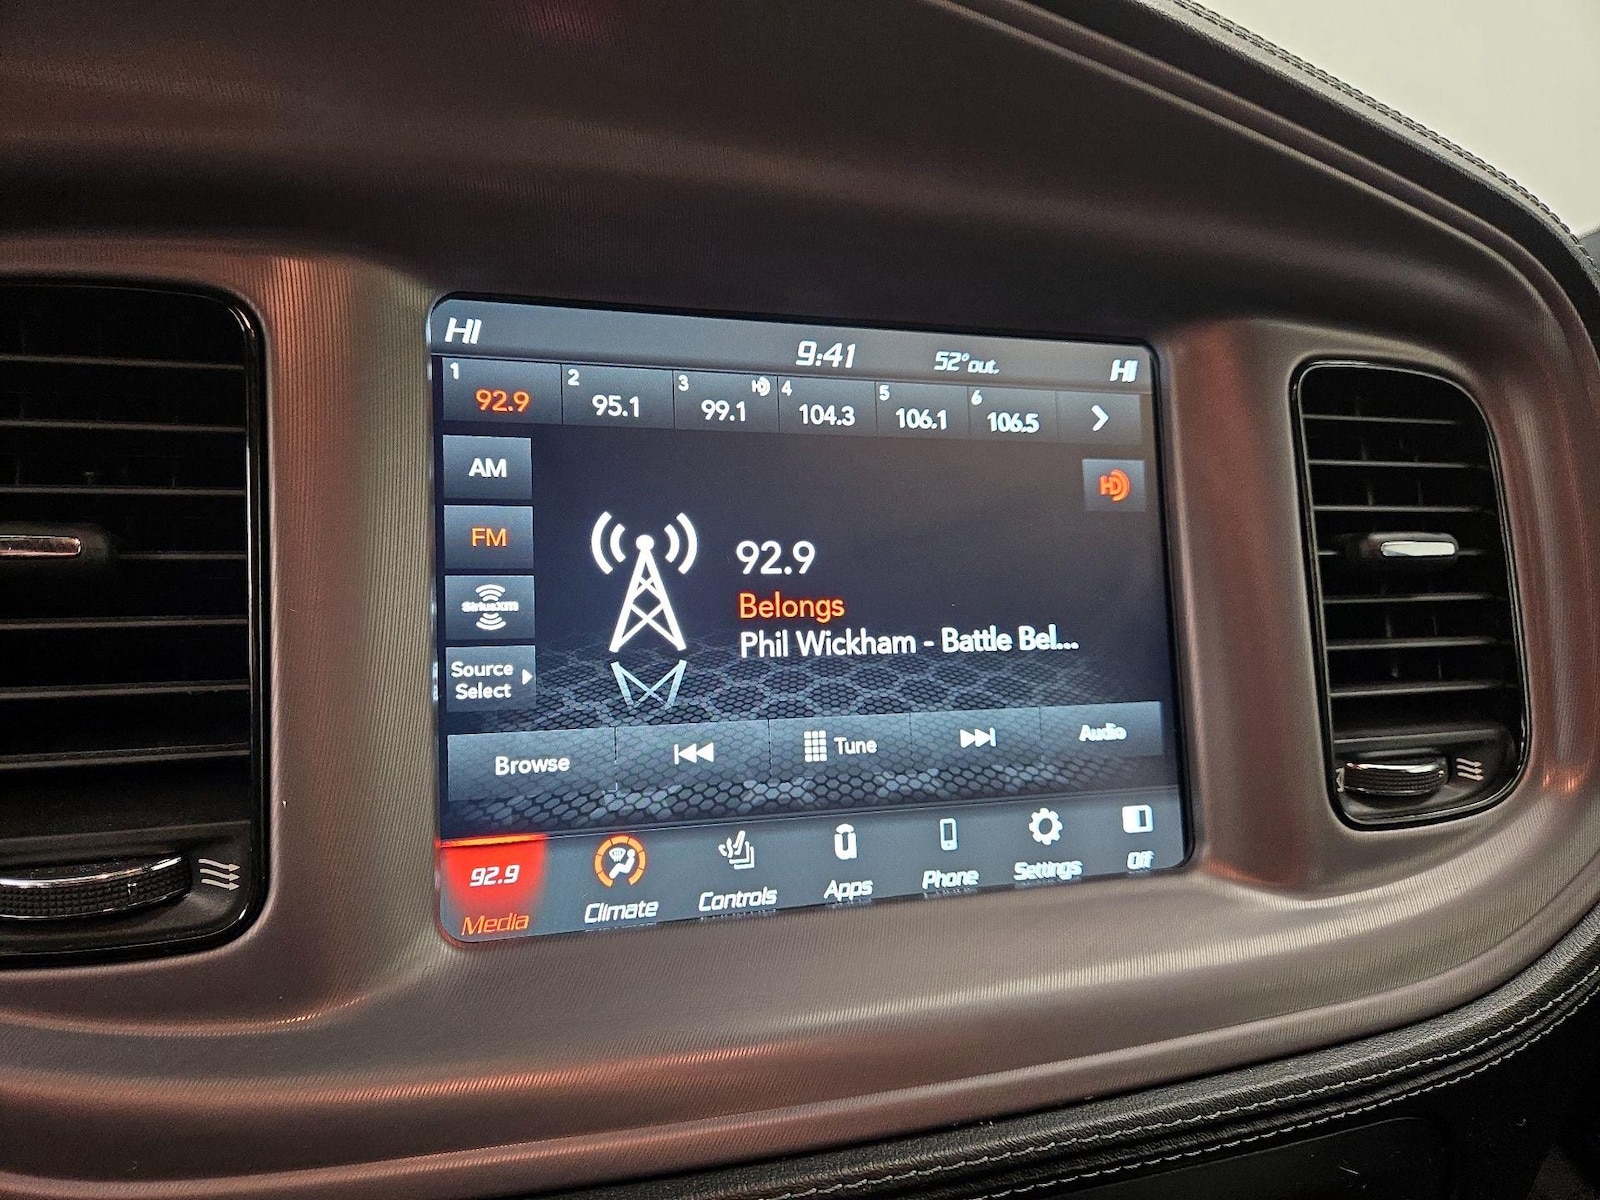 HI 9:41 52° out. HI
1 92.9 2 95.1 3 HD 99.1 4 104.3 5 106.1 6 106.5
AM
HD
FM
92.9
Belongs
SiriusXM
Phil Wickham - Battle Bel...
Source
Select
Browse Tune Audio
92.9
Media Climate Controls Apps Phone Settings Off